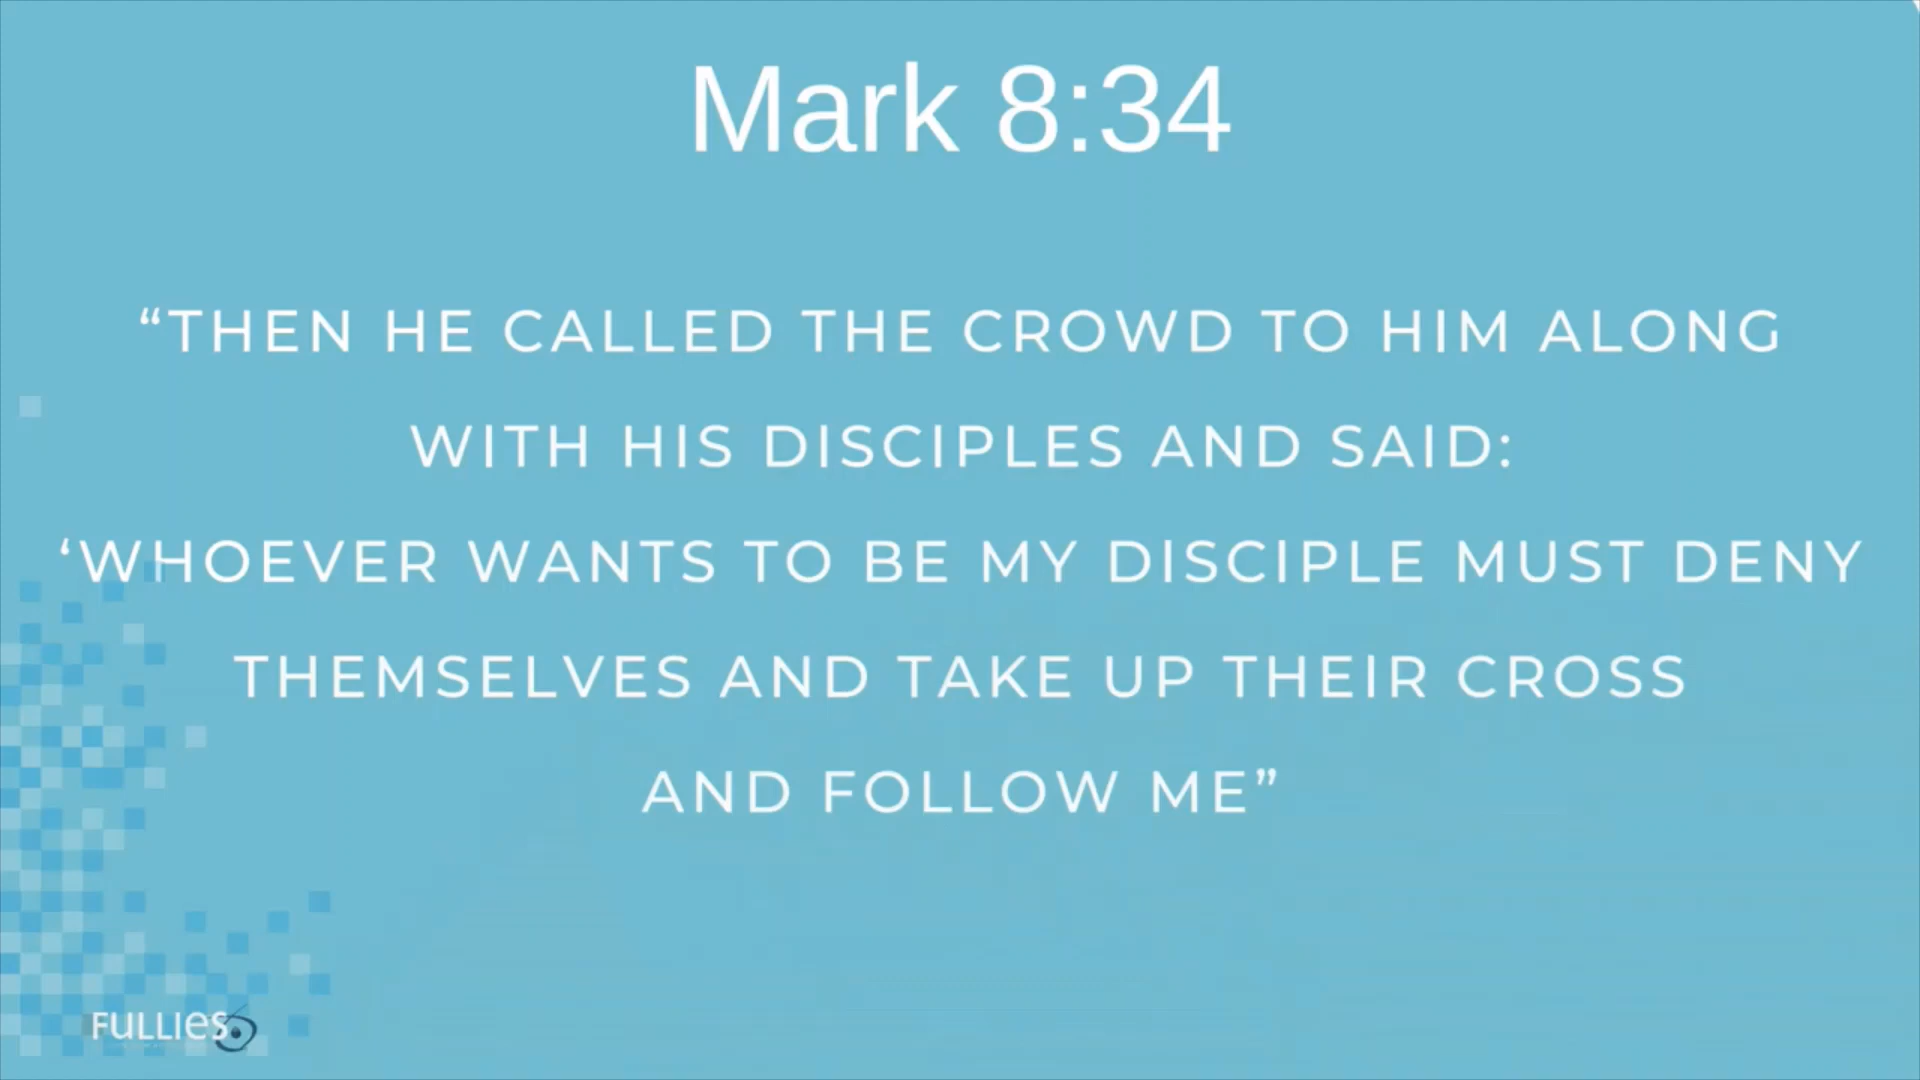 Mark 8:34
“THEN HE CALLED THE CROWD TO HIM ALONG
WITH HIS DISCIPLES AND SAID:
‘WHOEVER WANTS TO BE MY DISCIPLE MUST DENY
THEMSELVES AND TAKE UP THEIR CROSS
AND FOLLOW ME”
FULLIeS